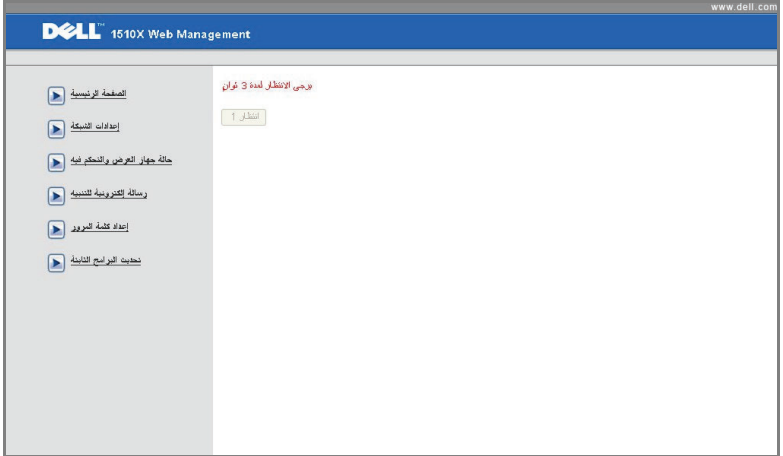 www.dell.com
DELL™ 1510X Web Management
الصفحة الرئيسية
إعدادات الشبكة
حالة جهاز العرض والتحكم فيه
رسالة إلكترونية للتنبيه
إعداد كلمة المرور
تحديث البرامج الثابتة
يرجى الانتظار لمدة 3 ثوان
انتظار 1